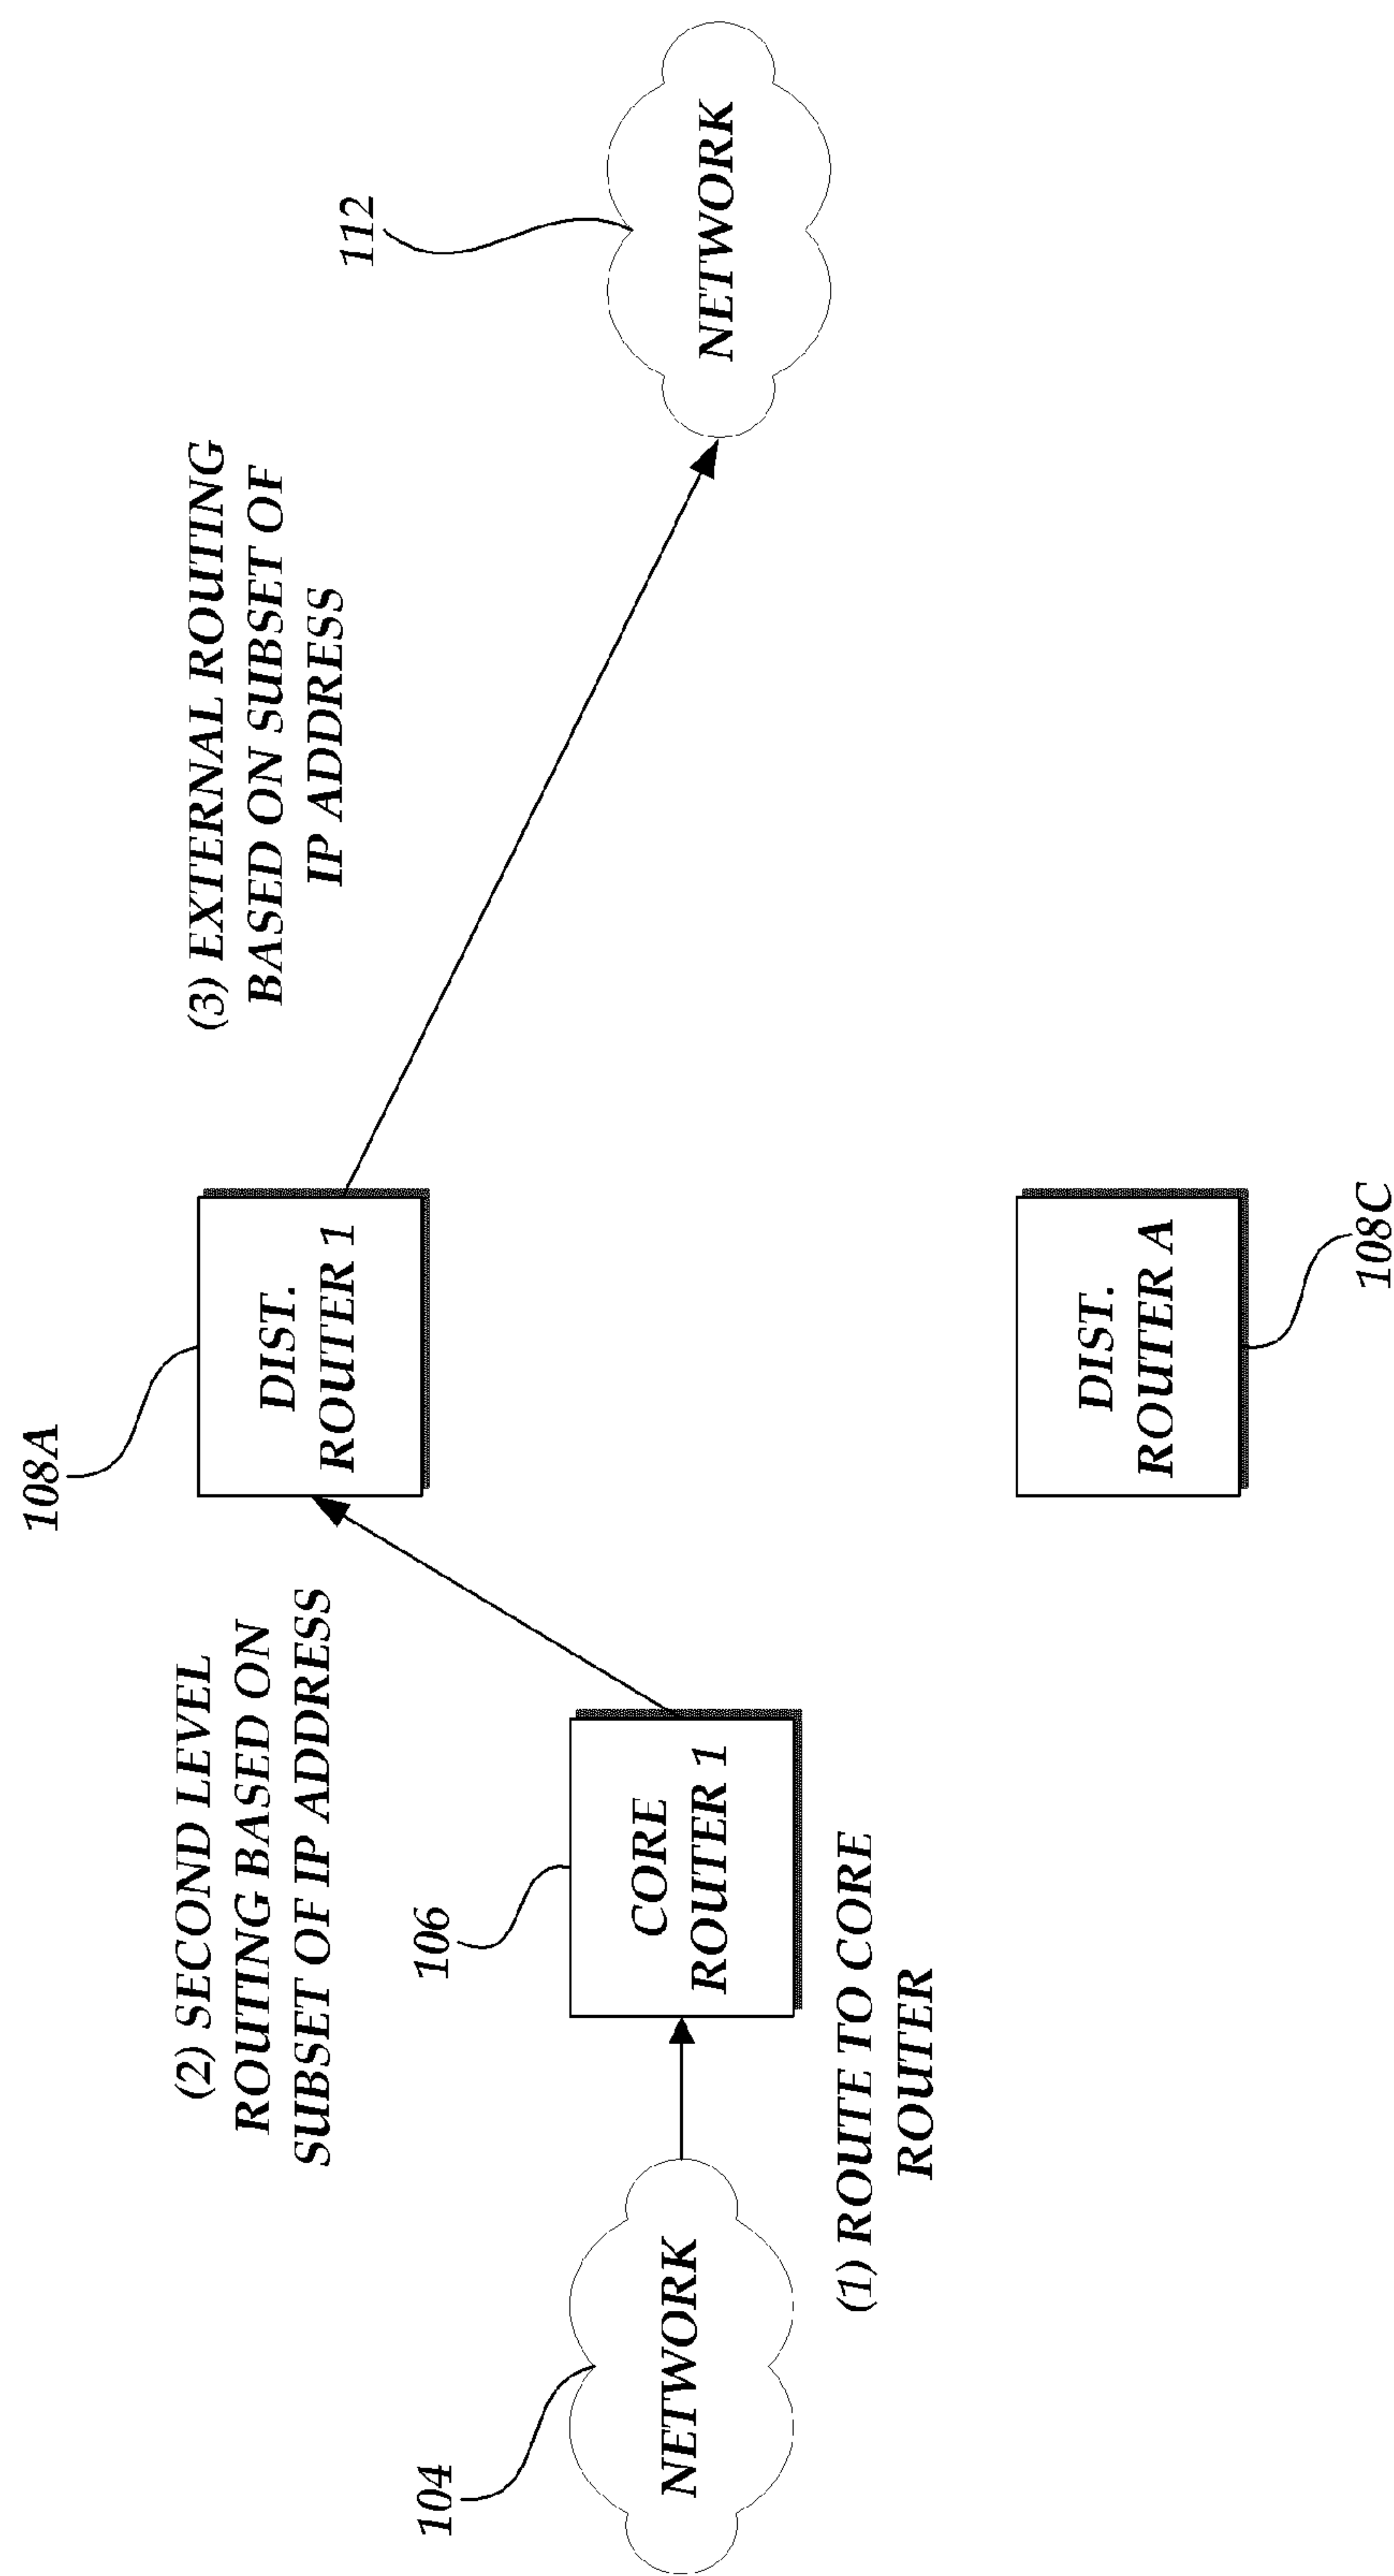 108A
(2) SECOND LEVEL
ROUTING BASED ON
SUBSET OF IP ADDRESS
(3) EXTERNAL ROUTING
BASED ON SUBSET OF
IP ADDRESS
112
DIST.
ROUTER 1
104
NETWORK
106
CORE
ROUTER 1
NETWORK
(1) ROUTE TO CORE
ROUTER
DIST.
ROUTER A
108C